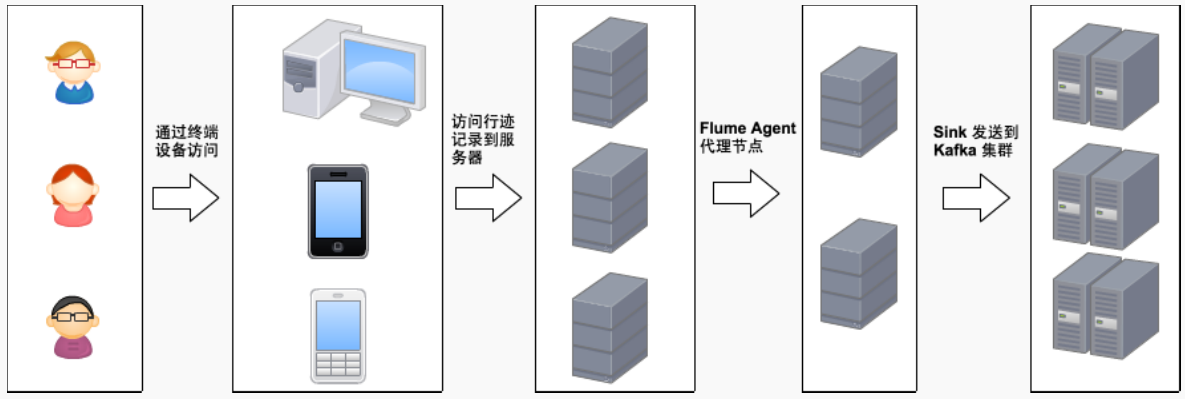 通过终端
设备访问
访问行迹
记录到服
务器
Flume Agent
代理节点
Sink 发送到
Kafka 集群